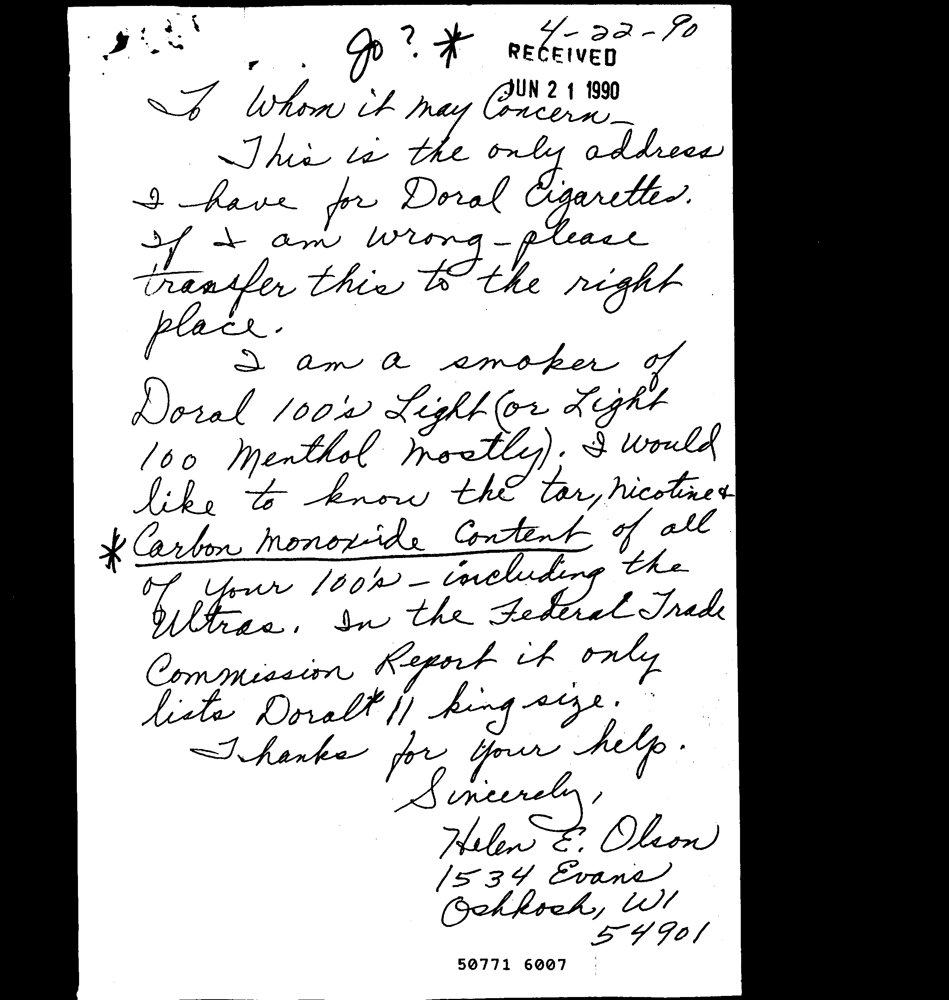 go? * 4-22-90
RECEIVED
JUN 21 1990
To Whom it may Concern-
This is the only address
I have for Doral Cigarettes.
If I am wrong - please
transfer this to the right
place.
I am a smoker of
Doral 100's Light (or Light
100 Menthol mostly). I would
like to know the tar, nicotine &
* Carbon Monoxide Content of all
of your 100's - including the
Ultras. In the Federal Trade
Commission Report it only
lists Doral* II king size.
Thanks for your help.
Sincerely,
Helen E. Olson
1534 Evans
Oshkosh, WI
54901
50771 6007